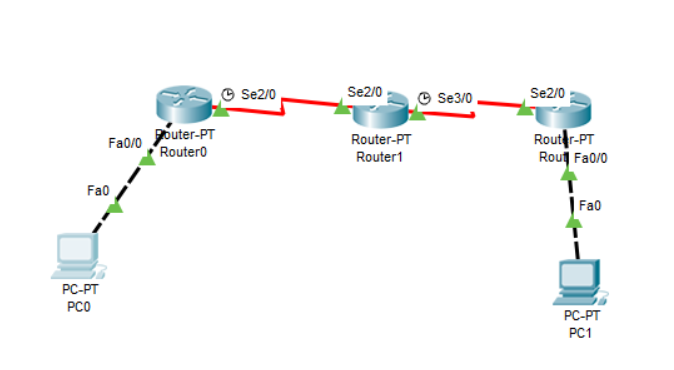 Se2/0
Se2/0
Se3/0
Se2/0
Router-PT
Router0
Router-PT
Router1
Router-PT
Rout
Fa0/0
Fa0/0
Fa0
Fa0
PC-PT
PC0
PC-PT
PC1